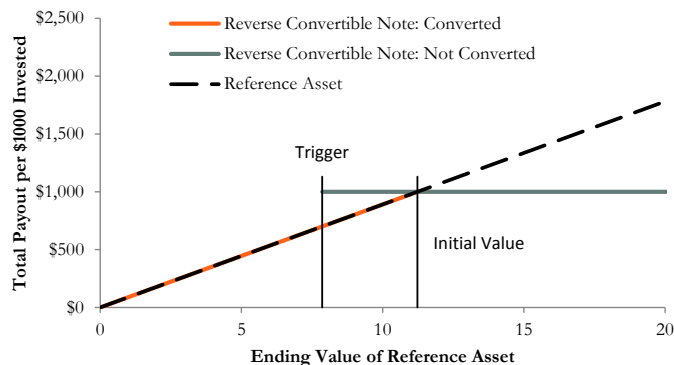 Total Payout per $1000 Invested
$2,500
$2,000
$1,500
$1,000
$500
$0
Reverse Convertible Note: Converted
Reverse Convertible Note: Not Converted
Reference Asset
Trigger
Initial Value
0
5
10
15
20
Ending Value of Reference Asset